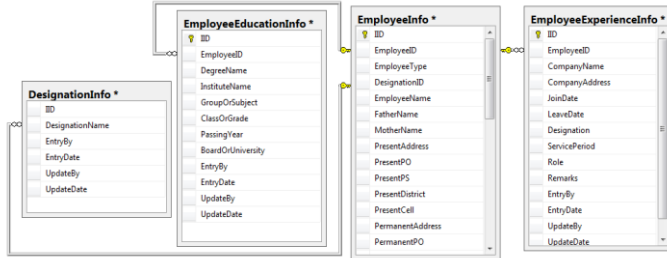 DesignationInfo *
IID
DesignationName
EntryBy
EntryDate
UpdateBy
UpdateDate
EmployeeEducationInfo *
IID
EmployeeID
DegreeName
InstituteName
GroupOrSubject
ClassOrGrade
PassingYear
BoardOrUniversity
EntryBy
EntryDate
UpdateBy
UpdateDate
EmployeeInfo *
IID
EmployeeID
EmployeeType
DesignationID
EmployeeName
FatherName
MotherName
PresentAddress
PresentPO
PresentPS
PresentDistrict
PresentCell
PermanentAddress
PermanentPO
EmployeeExperienceInfo *
IID
EmployeeID
CompanyName
CompanyAddress
JoinDate
LeaveDate
Designation
ServicePeriod
Role
Remarks
EntryBy
EntryDate
UpdateBy
UpdateDate